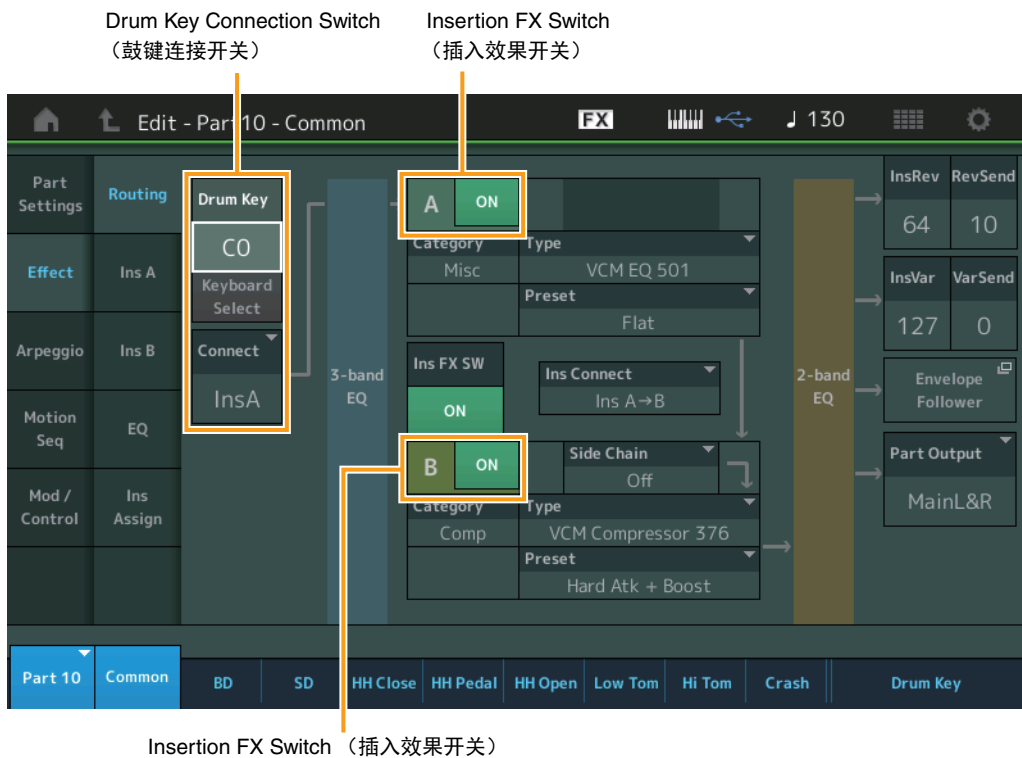 Drum Key Connection Switch
（鼓键连接开关）
Insertion FX Switch
（插入效果开关）
Edit - Part10 - Common
FX
130
Part
Settings
Effect
Arpeggio
Motion
Seq
Mod /
Control
Routing
Ins A
Ins B
EQ
Ins
Assign
Drum Key
C0
Keyboard
Select
Connect
InsA
3-band
EQ
A
ON
Category
Misc
Type
VCM EQ 501
Preset
Flat
Ins FX SW
ON
Ins Connect
Ins A→B
B
ON
Side Chain
Off
Category
Comp
Type
VCM Compressor 376
Preset
Hard Atk + Boost
2-band
EQ
InsRev
64
RevSend
10
InsVar
127
VarSend
0
Envelope
Follower
Part Output
MainL&R
Part 10
Common
BD
SD
HH Close
HH Pedal
HH Open
Low Tom
Hi Tom
Crash
Drum Key
Insertion FX Switch （插入效果开关）